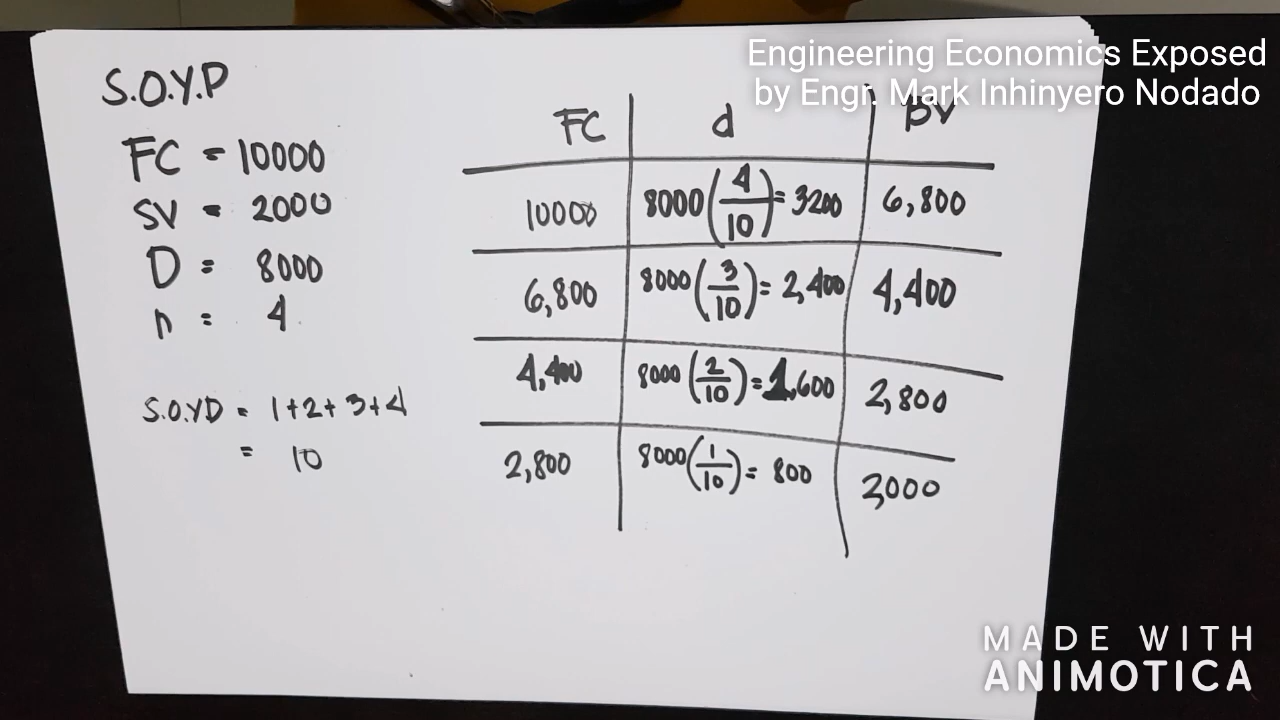 Engineering Economics Exposed
by Engr. Mark Inhinyero Nodado
S.O.Y.D
FC = 10000
SV = 2000
D = 8000
n = 4
S.O.YD = 1+2+3+4
= 10
FC d BV
10000 8000(4/10)= 3200 6,800
6,800 8000(3/10)= 2,400 4,400
4,400 8000(2/10)= 1,600 2,800
2,800 8000(1/10)= 800 2000
MADE WITH
ANIMOTICA